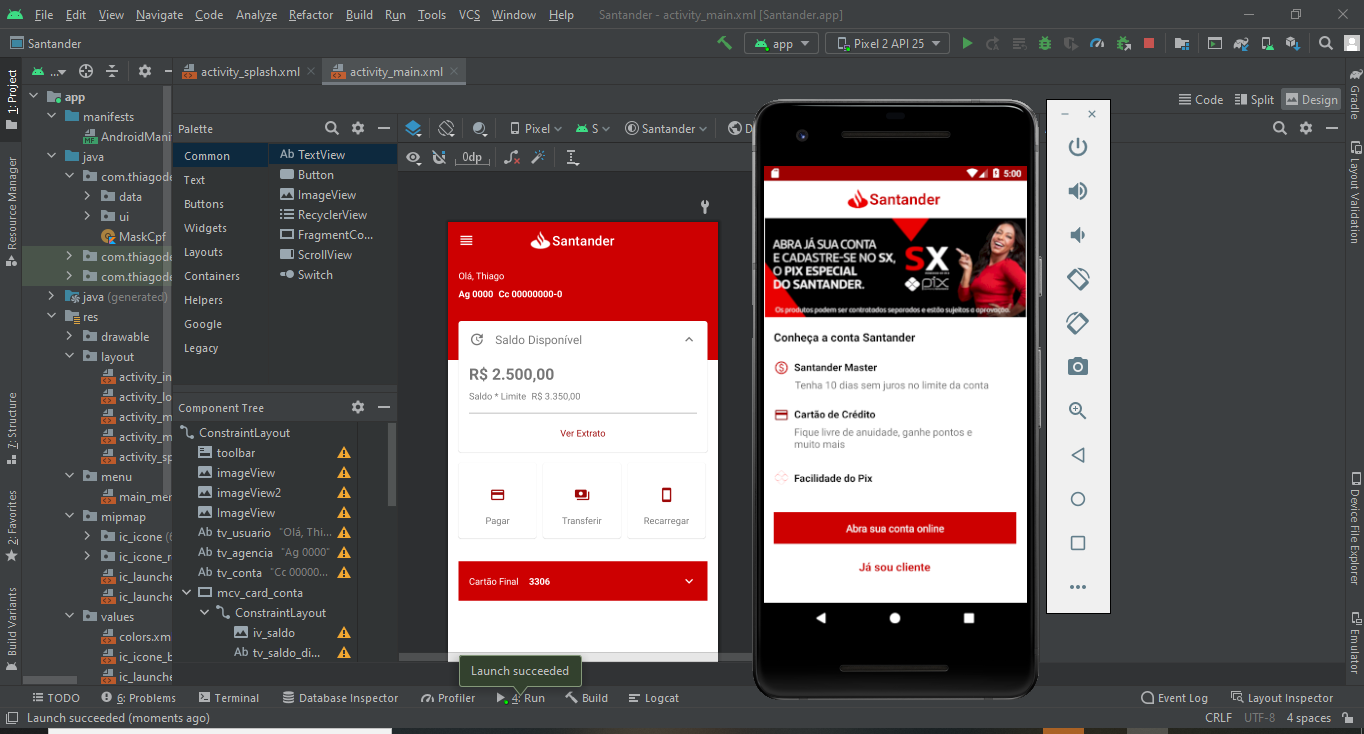 File Edit View Navigate Code Analyze Refactor Build Run Tools VCS Window Help Santander - activity_main.xml [Santander.app]
Santander
app
Pixel 2 API 25
1: Project
Resource Manager
7: Structure
2: Favorites
Build Variants
...
activity_splash.xml
activity_main.xml
app
manifests
AndroidMani
java
com.thiagode
data
ui
MaskCpf
com.thiagode
com.thiagode
java (generated)
res
drawable
layout
activity_in
activity_lo
activity_m
activity_m
activity_sp
menu
main_men
mipmap
ic_icone (6
ic_icone_r
ic_launche
ic_launche
values
colors.xm
ic_icone_b
ic_launche
Code
Split
Design
Palette
Common
Text
Buttons
Widgets
Layouts
Containers
Helpers
Google
Legacy
Ab TextView
Button
ImageView
RecyclerView
FragmentCo...
ScrollView
Switch
Component Tree
ConstraintLayout
toolbar
imageView
imageView2
ImageView
Ab tv_usuario "Olá, Thi...
Ab tv_agencia "Ag 0000"
Ab tv_conta "Cc 00000...
mcv_card_conta
ConstraintLayout
iv_saldo
Ab tv_saldo_di...
Pixel
S
Santander
D
0dp
Santander
Olá, Thiago
Ag 0000 Cc 00000000-0
Saldo Disponível
R$ 2.500,00
Saldo * Limite R$ 3.350,00
Ver Extrato
Pagar
Transferir
Recarregar
Cartão Final 3306
Launch succeeded
5:00
Santander
ABRA JÁ SUA CONTA
E CADASTRE-SE NO SX,
O PIX ESPECIAL
DO SANTANDER.
SX
pix
Os produtos podem ser contratados separados e estão sujeitos a aprovação.
Conheça a conta Santander
Santander Master
Tenha 10 dias sem juros no limite da conta
Cartão de Crédito
Fique livre de anuidade, ganhe pontos e
muito mais
Facilidade do Pix
Abra sua conta online
Já sou cliente
Gradle
Layout Validation
Device File Explorer
Emulator
TODO
6: Problems
Terminal
Database Inspector
Profiler
4: Run
Build
Logcat
Event Log
Layout Inspector
Launch succeeded (moments ago)
CRLF UTF-8 4 spaces